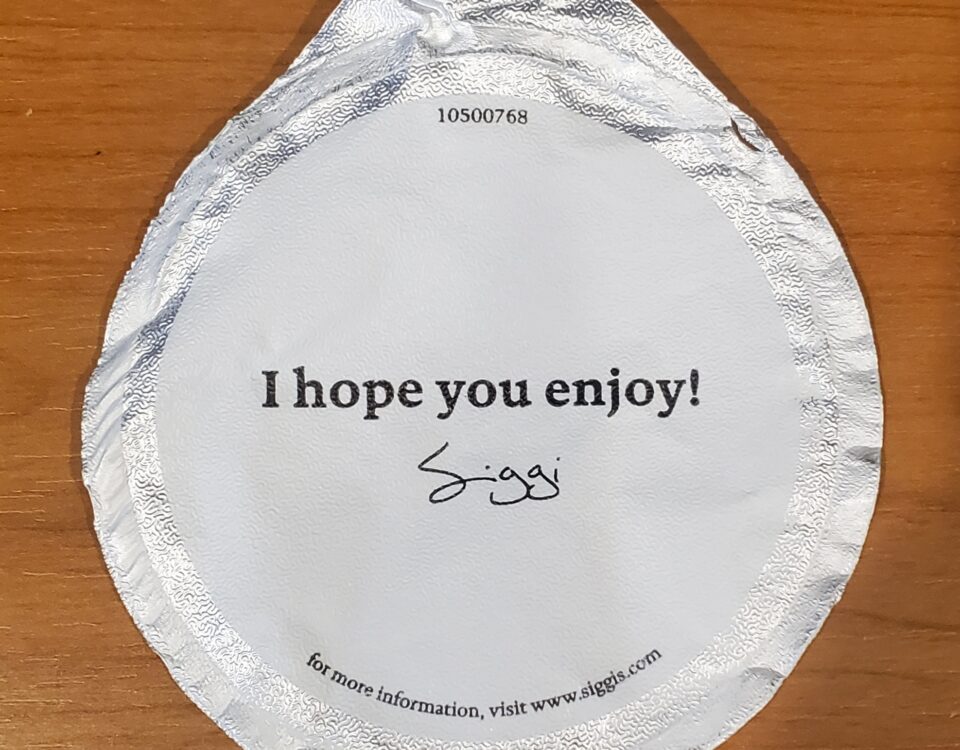 10500768
I hope you enjoy!
Siggi
for more information, visit www.siggis.com